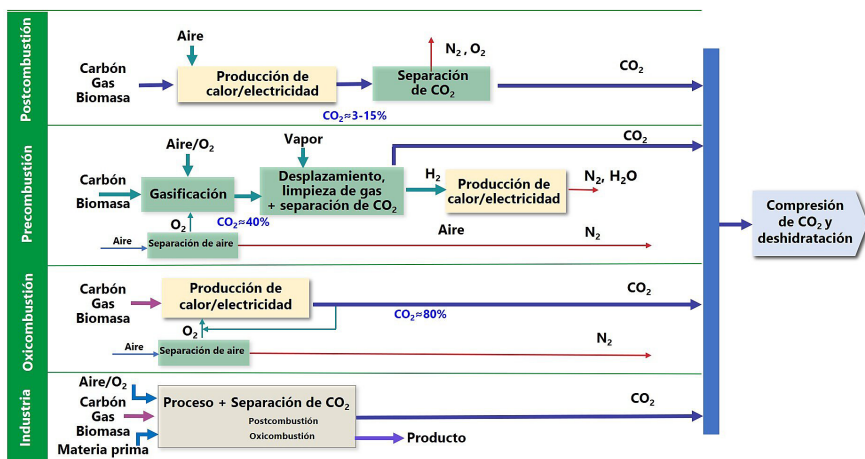 Postcombustión
Aire
Carbón
Gas
Biomasa
Producción de
calor/electricidad
CO₂≈3-15%
N₂ , O₂
Separación
de CO₂
CO₂
Precombustión
Aire/O₂
Carbón
Biomasa
Gasificación
O₂
CO₂≈40%
Aire
Separación de aire
Vapor
Desplazamiento,
limpieza de gas
+ separación de CO₂
H₂
CO₂
Producción de
calor/electricidad
N₂, H₂O
Aire
N₂
Oxicombustión
Carbón
Gas
Biomasa
Producción de
calor/electricidad
O₂
CO₂≈80%
CO₂
Aire
Separación de aire
N₂
Industria
Aire/O₂
Carbón
Gas
Biomasa
Materia prima
Proceso + Separación de CO₂
Postcombustión
Oxicombustión
CO₂
Producto
Compresión
de CO₂ y
deshidratación